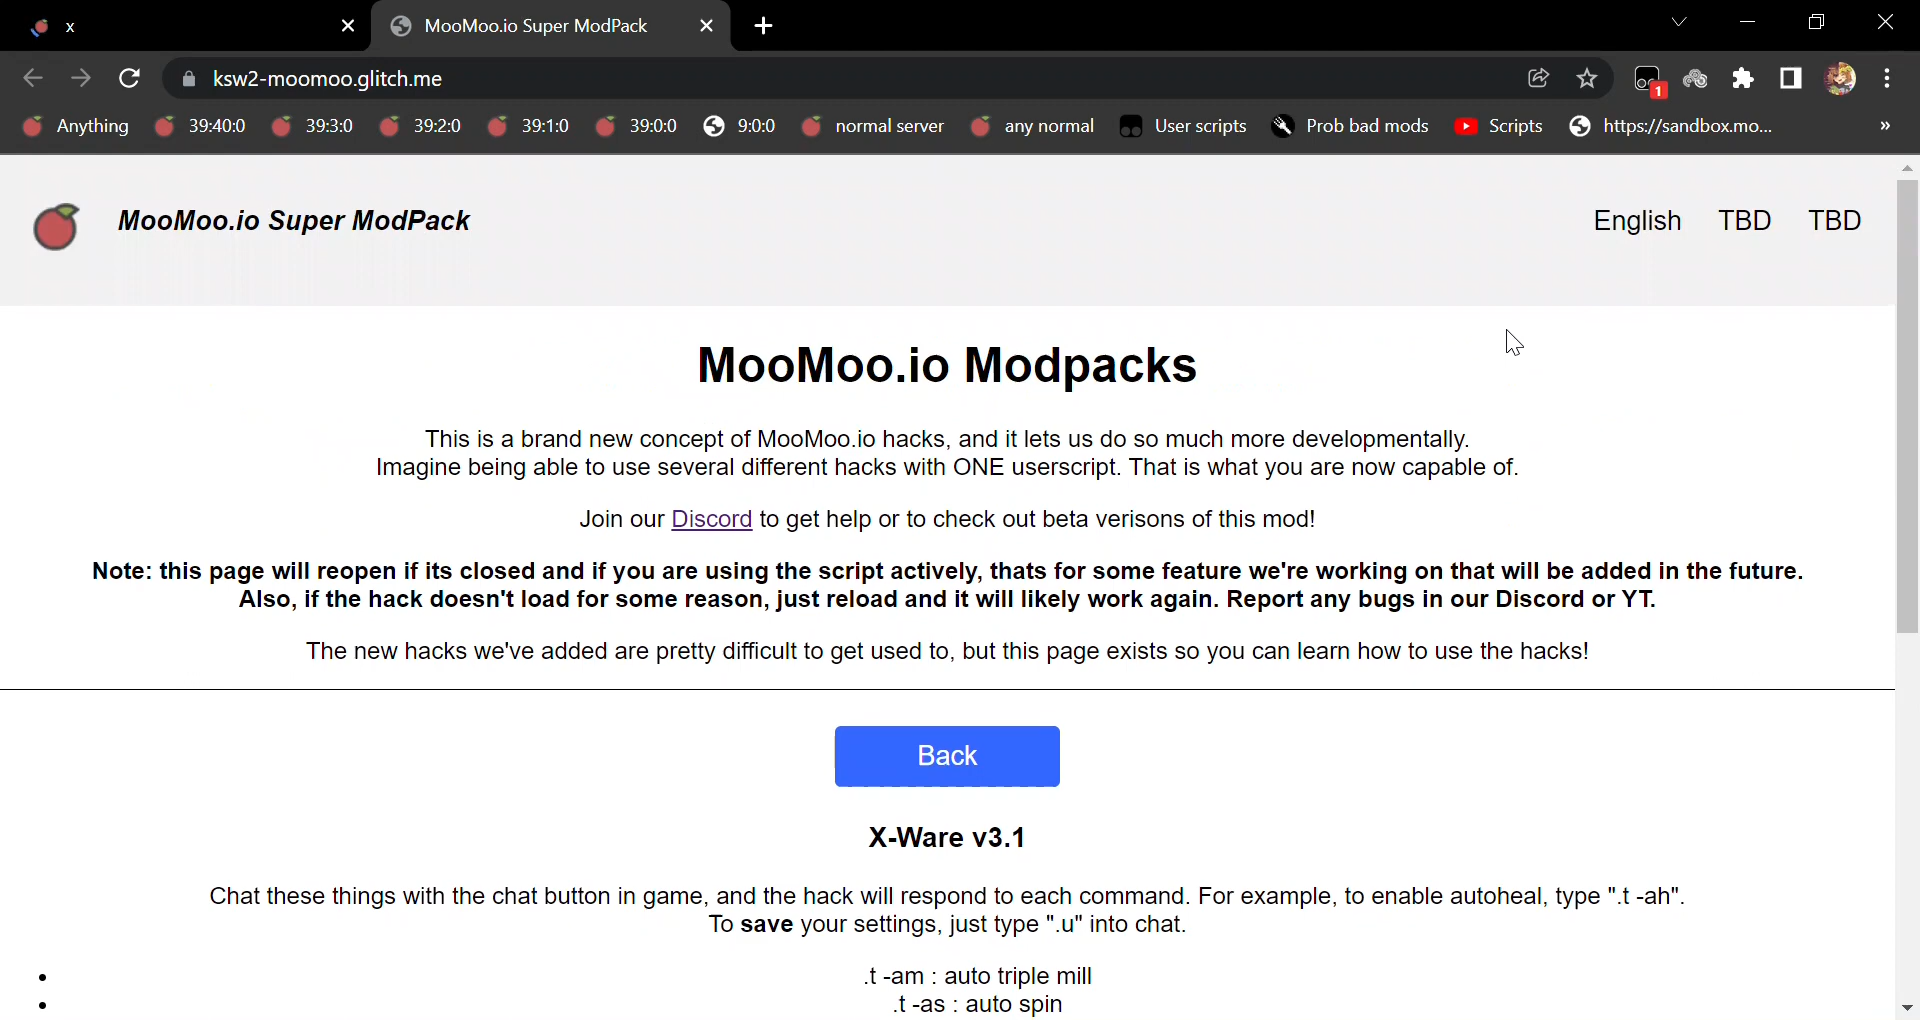 x
MooMoo.io Super ModPack
ksw2-moomoo.glitch.me
1
Anything 39:40:0 39:3:0 39:2:0 39:1:0 39:0:0 9:0:0 normal server any normal User scripts Prob bad mods Scripts https://sandbox.mo... »
MooMoo.io Super ModPack
English TBD TBD
MooMoo.io Modpacks
This is a brand new concept of MooMoo.io hacks, and it lets us do so much more developmentally.
Imagine being able to use several different hacks with ONE userscript. That is what you are now capable of.
Join our Discord to get help or to check out beta verisons of this mod!
Note: this page will reopen if its closed and if you are using the script actively, thats for some feature we're working on that will be added in the future.
Also, if the hack doesn't load for some reason, just reload and it will likely work again. Report any bugs in our Discord or YT.
The new hacks we've added are pretty difficult to get used to, but this page exists so you can learn how to use the hacks!
Back
X-Ware v3.1
Chat these things with the chat button in game, and the hack will respond to each command. For example, to enable autoheal, type ".t -ah".
To save your settings, just type ".u" into chat.
• .t -am : auto triple mill
• .t -as : auto spin